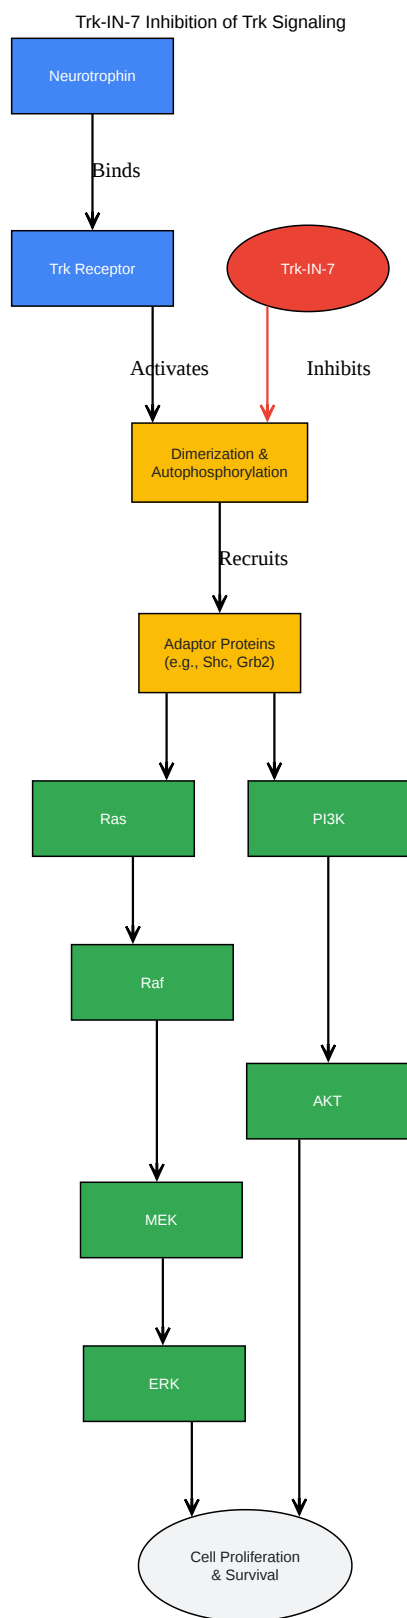 Trk-IN-7 Inhibition of Trk Signaling
Neurotrophin
Binds
Trk Receptor
Trk-IN-7
Activates
Inhibits
Dimerization &
Autophosphorylation
Recruits
Adaptor Proteins
(e.g., Shc, Grb2)
Ras
PI3K
Raf
AKT
MEK
ERK
Cell Proliferation
& Survival